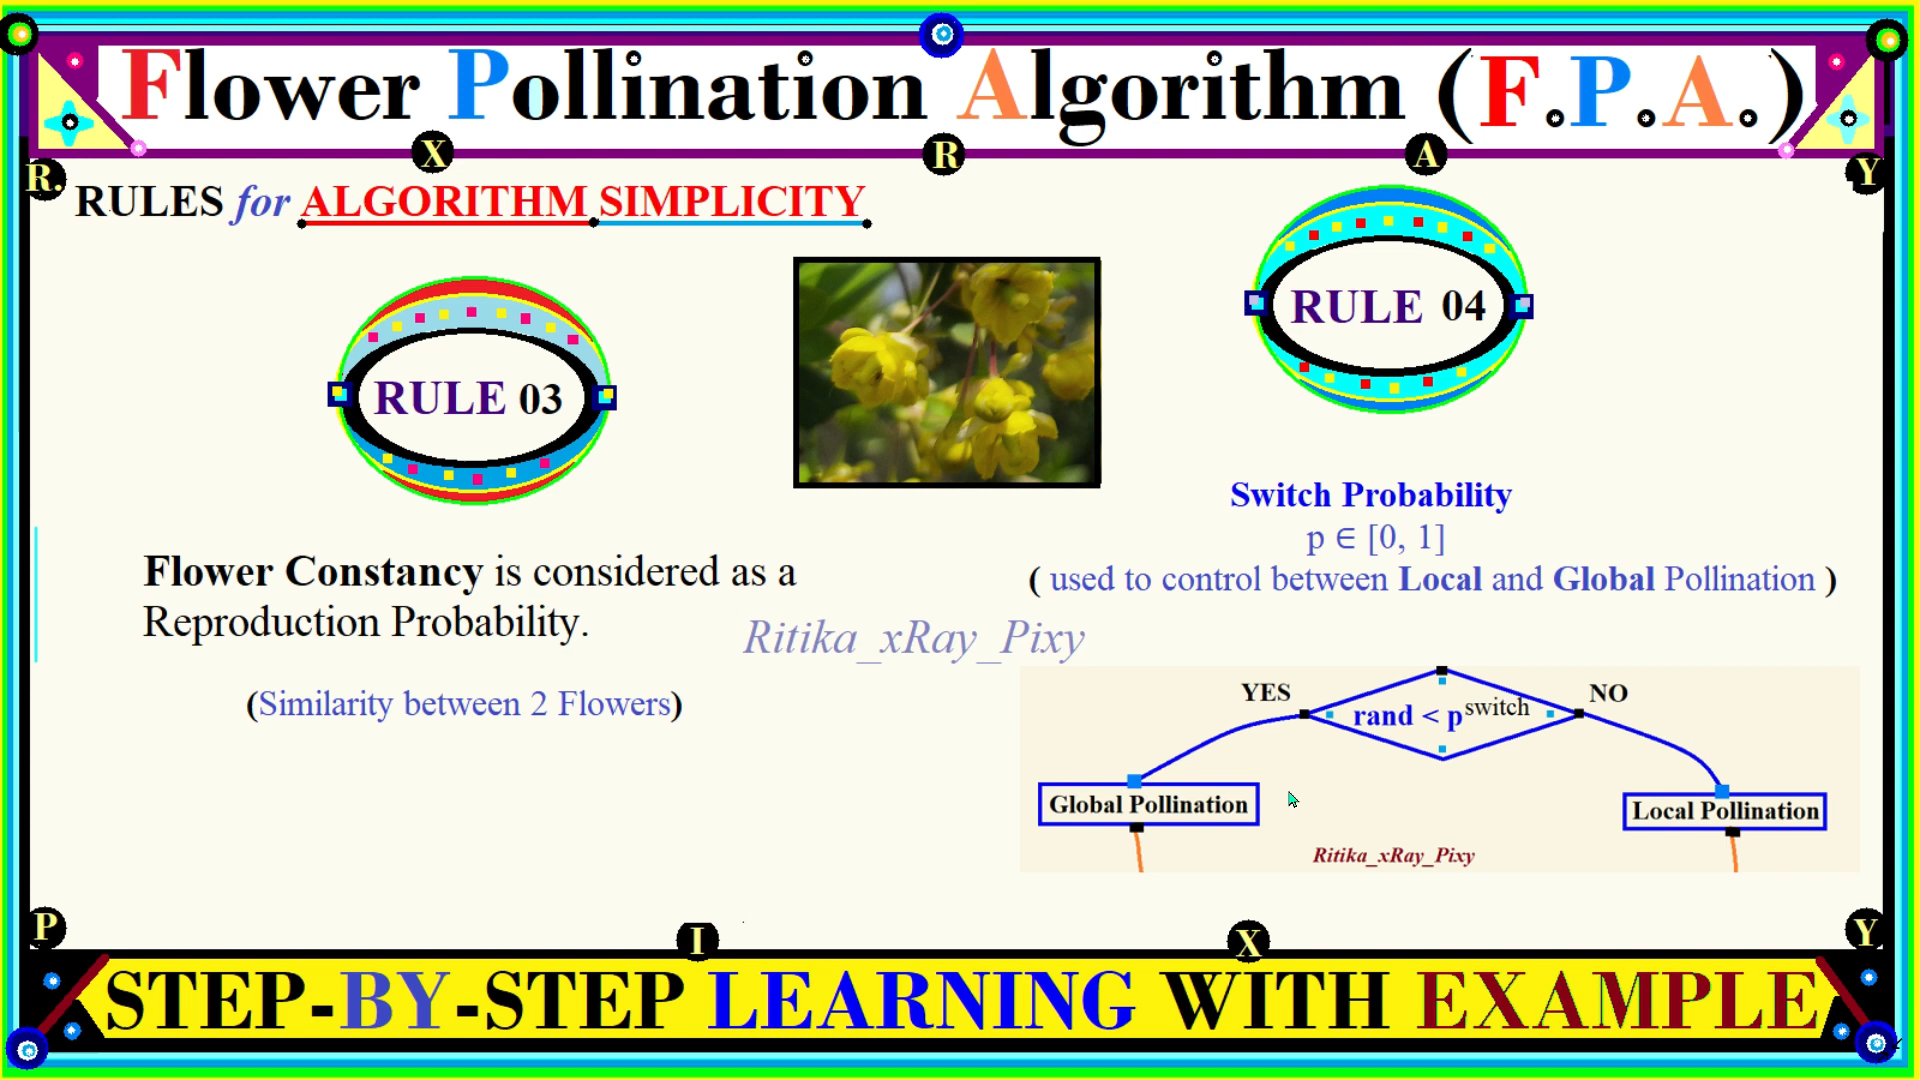 Flower Pollination Algorithm (F.P.A.)
X R A Y
R.
RULES for ALGORITHM SIMPLICITY
RULE 03
RULE 04
Flower Constancy is considered as a
Reproduction Probability.
(Similarity between 2 Flowers)
Switch Probability
p ∈ [0, 1]
( used to control between Local and Global Pollination )
Ritika_xRay_Pixy
YES
rand < p switch
NO
Global Pollination
Local Pollination
Ritika_xRay_Pixy
P I X Y
STEP-BY-STEP LEARNING WITH EXAMPLE